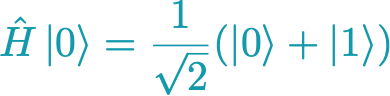 Ĥ |0⟩ = 1/√2 (|0⟩ + |1⟩)